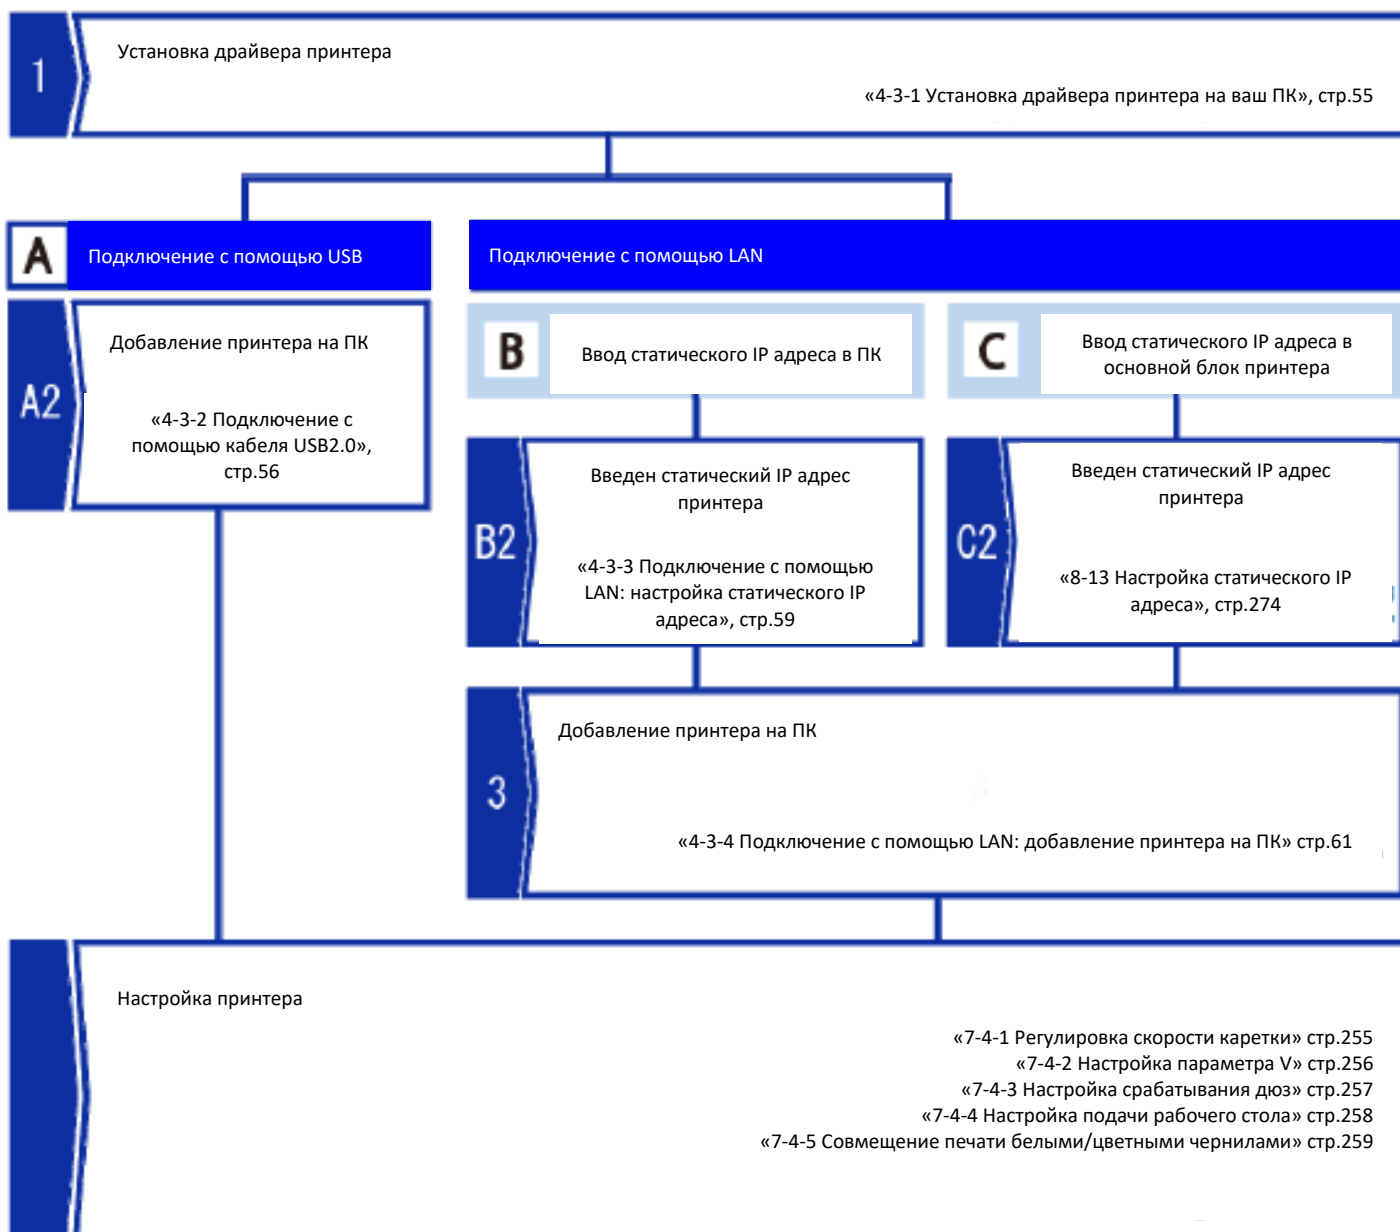 1
Установка драйвера принтера
«4-3-1 Установка драйвера принтера на ваш ПК», стр.55
A
Подключение с помощью USB
Подключение с помощью LAN
A2
Добавление принтера на ПК
«4-3-2 Подключение с
помощью кабеля USB2.0»,
стр.56
B
Ввод статического IP адреса в ПК
C
Ввод статического IP адреса в
основной блок принтера
B2
Введен статический IP адрес
принтера
«4-3-3 Подключение с помощью
LAN: настройка статического IP
адреса», стр.59
C2
Введен статический IP адрес
принтера
«8-13 Настройка статического IP
адреса», стр.274
3
Добавление принтера на ПК
«4-3-4 Подключение с помощью LAN: добавление принтера на ПК» стр.61
Настройка принтера
«7-4-1 Регулировка скорости каретки» стр.255
«7-4-2 Настройка параметра V» стр.256
«7-4-3 Настройка срабатывания дюз» стр.257
«7-4-4 Настройка подачи рабочего стола» стр.258
«7-4-5 Совмещение печати белыми/цветными чернилами» стр.259